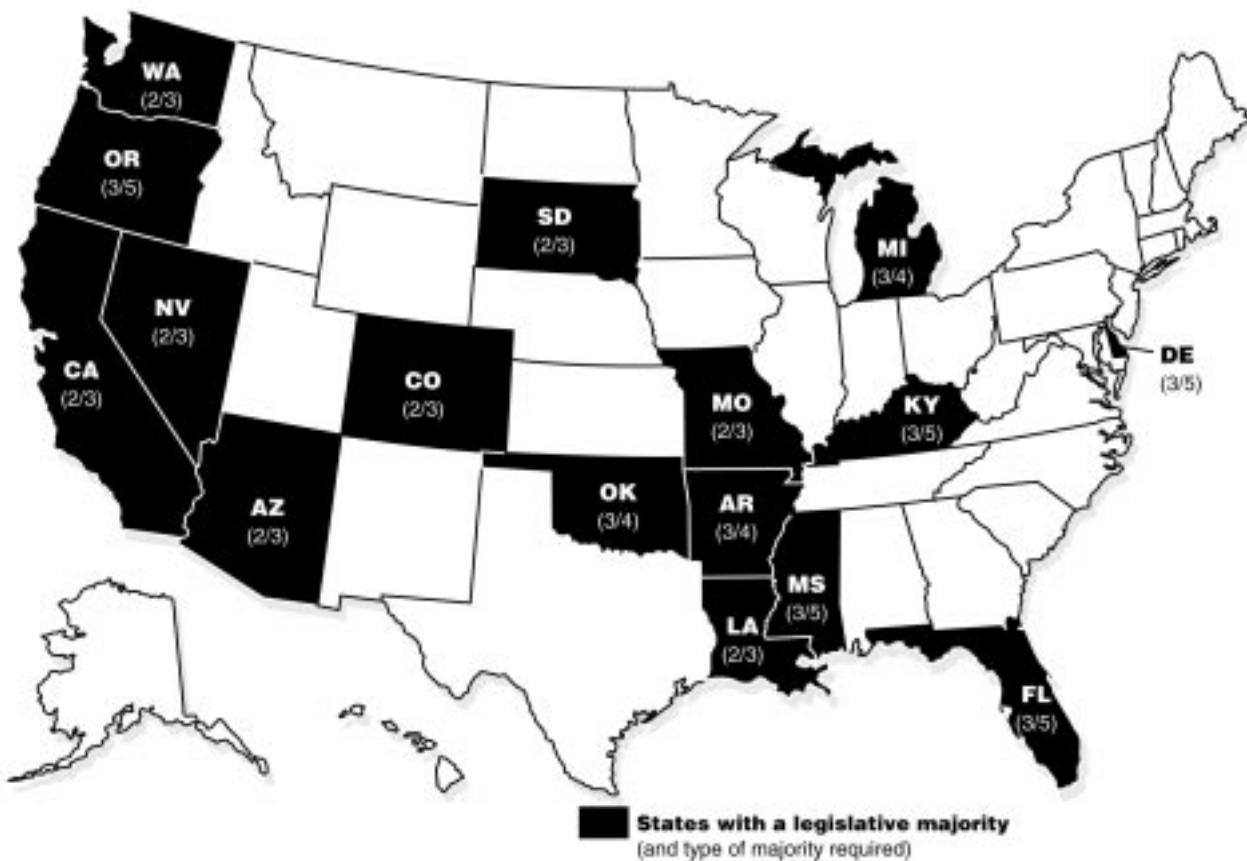 WA
(2/3)
OR
(3/5)
SD
(2/3)
MI
(3/4)
NV
(2/3)
CA
(2/3)
CO
(2/3)
MO
(2/3)
KY
(3/5)
DE
(3/5)
AZ
(2/3)
OK
(3/4)
AR
(3/4)
MS
(3/5)
LA
(2/3)
FL
(3/5)
States with a legislative majority
(and type of majority required)